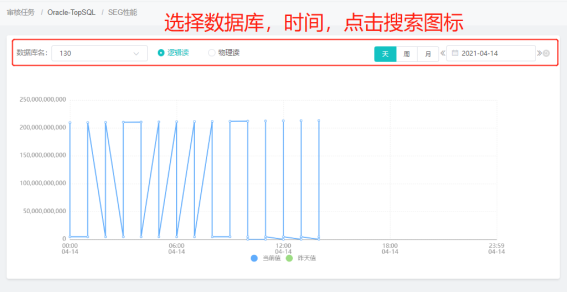 审核任务 / Oracle-TopSQL / SEG性能
选择数据库，时间，点击搜索图标
数据库名： 130 逻辑读 物理读 天 周 月 2021-04-14
250,000,000,000
200,000,000,000
150,000,000,000
100,000,000,000
50,000,000,000
0
00:00 06:00 12:00 18:00 23:59
04-14 04-14 04-14 04-14 04-14
当前值 昨天值